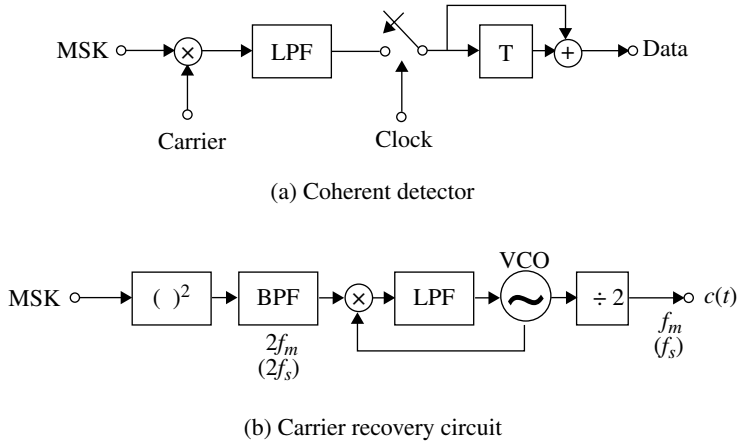 MSK × LPF T + Data
Carrier
Clock
(a) Coherent detector
VCO
MSK ( )² BPF × LPF ~ ÷ 2 c(t)
2fₘ fₘ
(2fₛ) (fₛ)
(b) Carrier recovery circuit